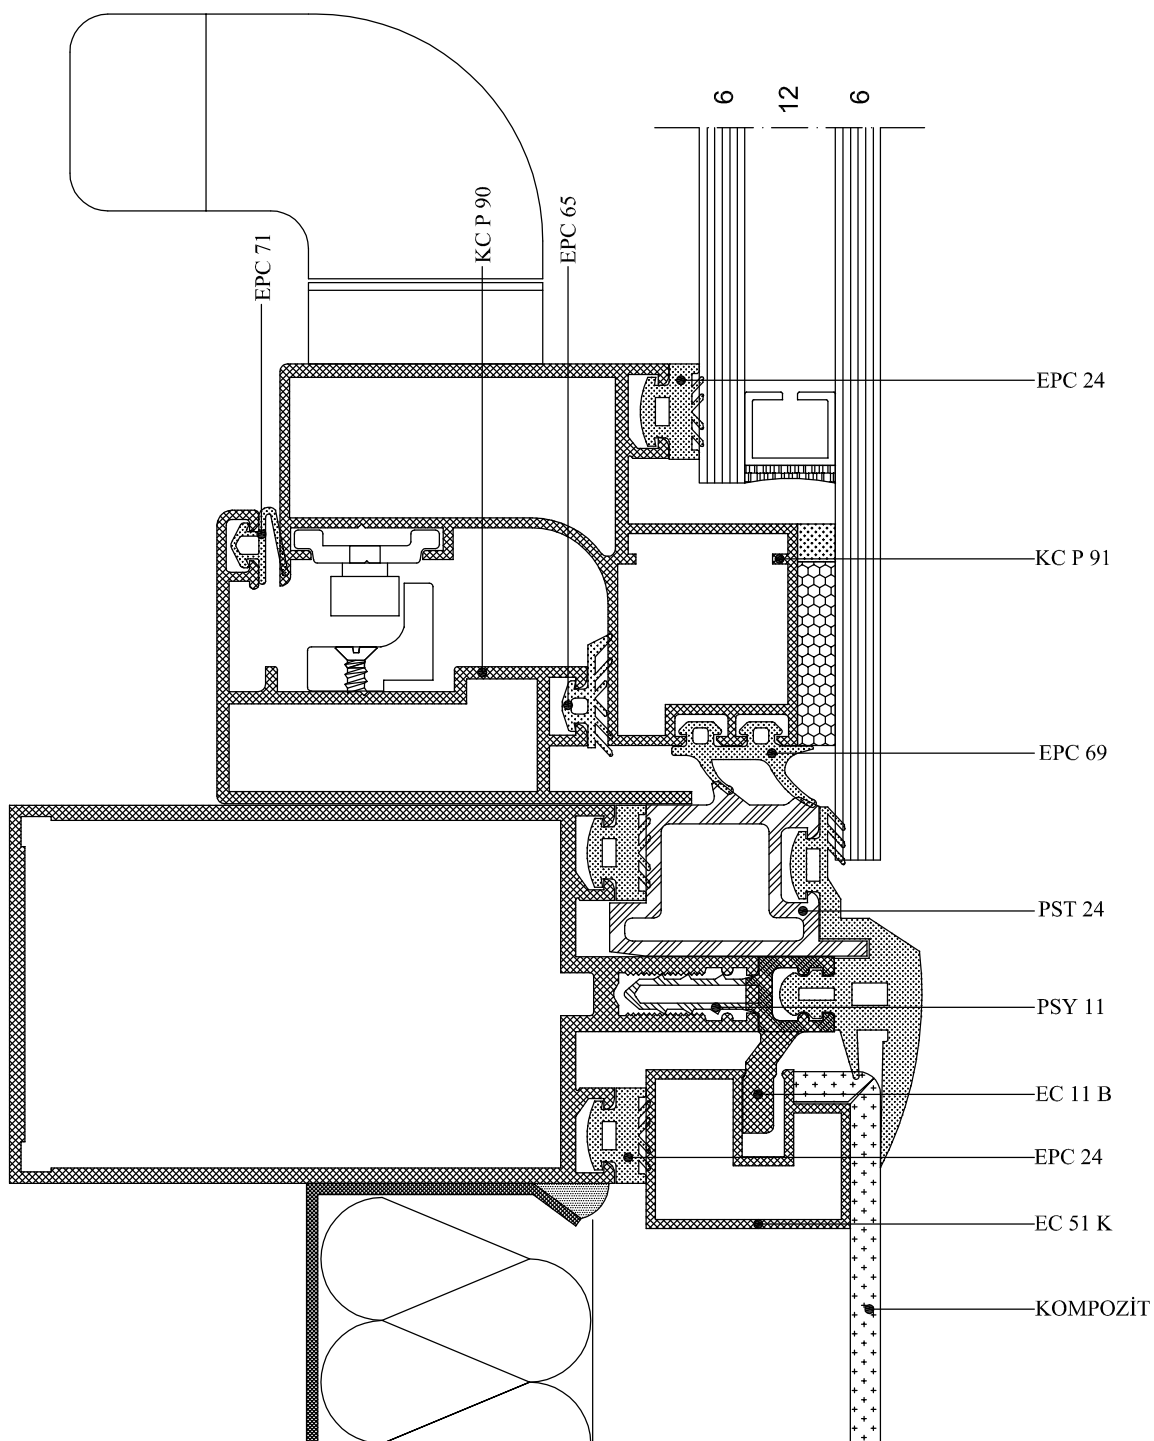 6
12
6
KC P 90
EPC 65
EPC 71
EPC 24
KC P 91
EPC 69
PST 24
PSY 11
EC 11 B
EPC 24
EC 51 K
KOMPOZİT